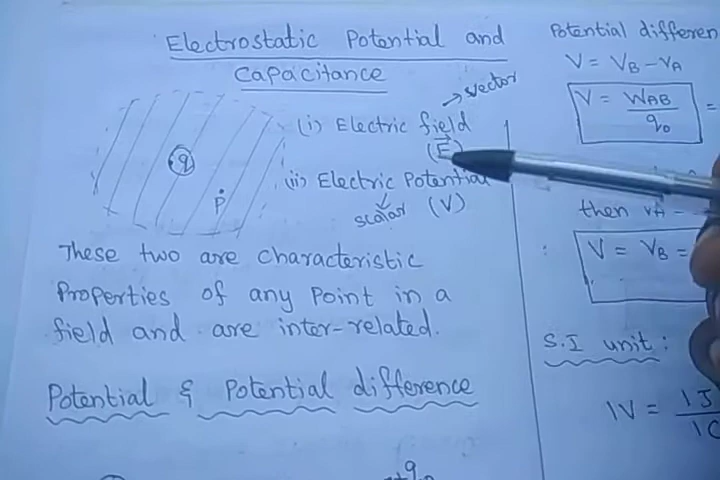 Electrostatic Potential and
Capacitance
→ vector
(i) Electric field
(E)
(ii) Electric Potential
scalar (V)
q
P
These two are characteristic
Properties of any point in a
field and are inter-related.
Potential & Potential difference
q
Potential differen
V = VB - VA
V = WAB / q0 =
then VA -
V = VB =
S.I unit :
1V = 1J / 1C